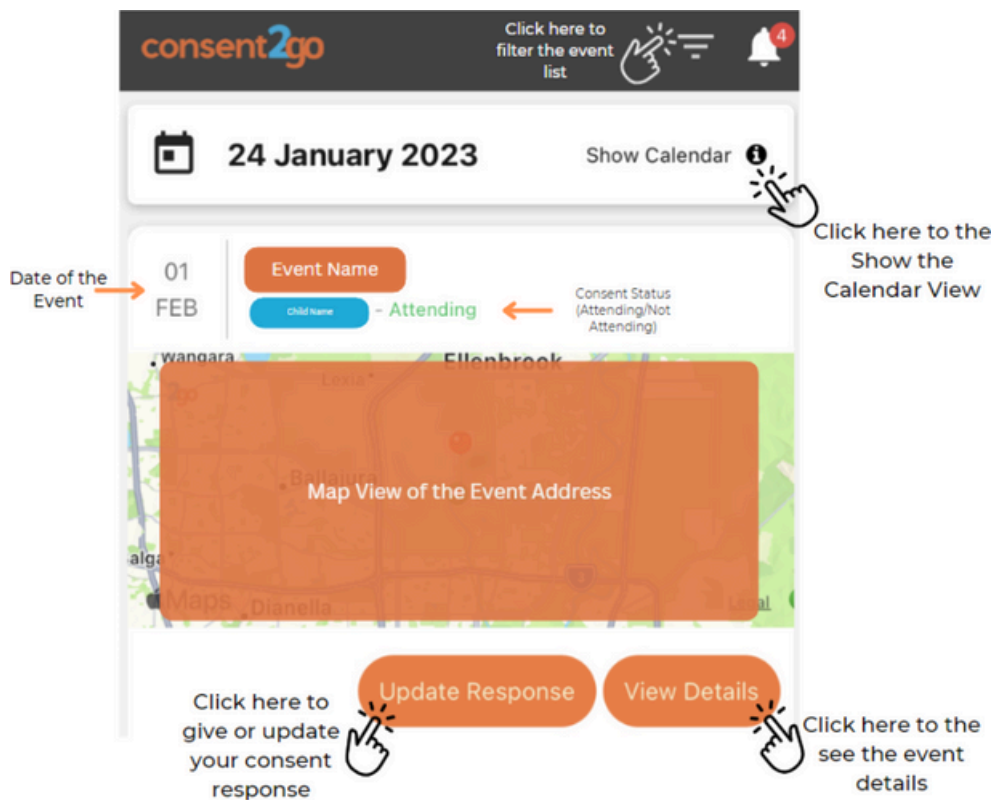 consent2go
Click here to
filter the event
list
4
24 January 2023
Show Calendar
Click here to the
Show the
Calendar View
Date of the
Event
01
FEB
Event Name
Child Name
- Attending
Consent Status
(Attending/Not
Attending)
Wangara
Ellenbrook
Lexia
2go
Ballajura
Map View of the Event Address
alga
Maps
Dianella
Legal
Update Response
View Details
Click here to
give or update
your consent
response
Click here to the
see the event
details